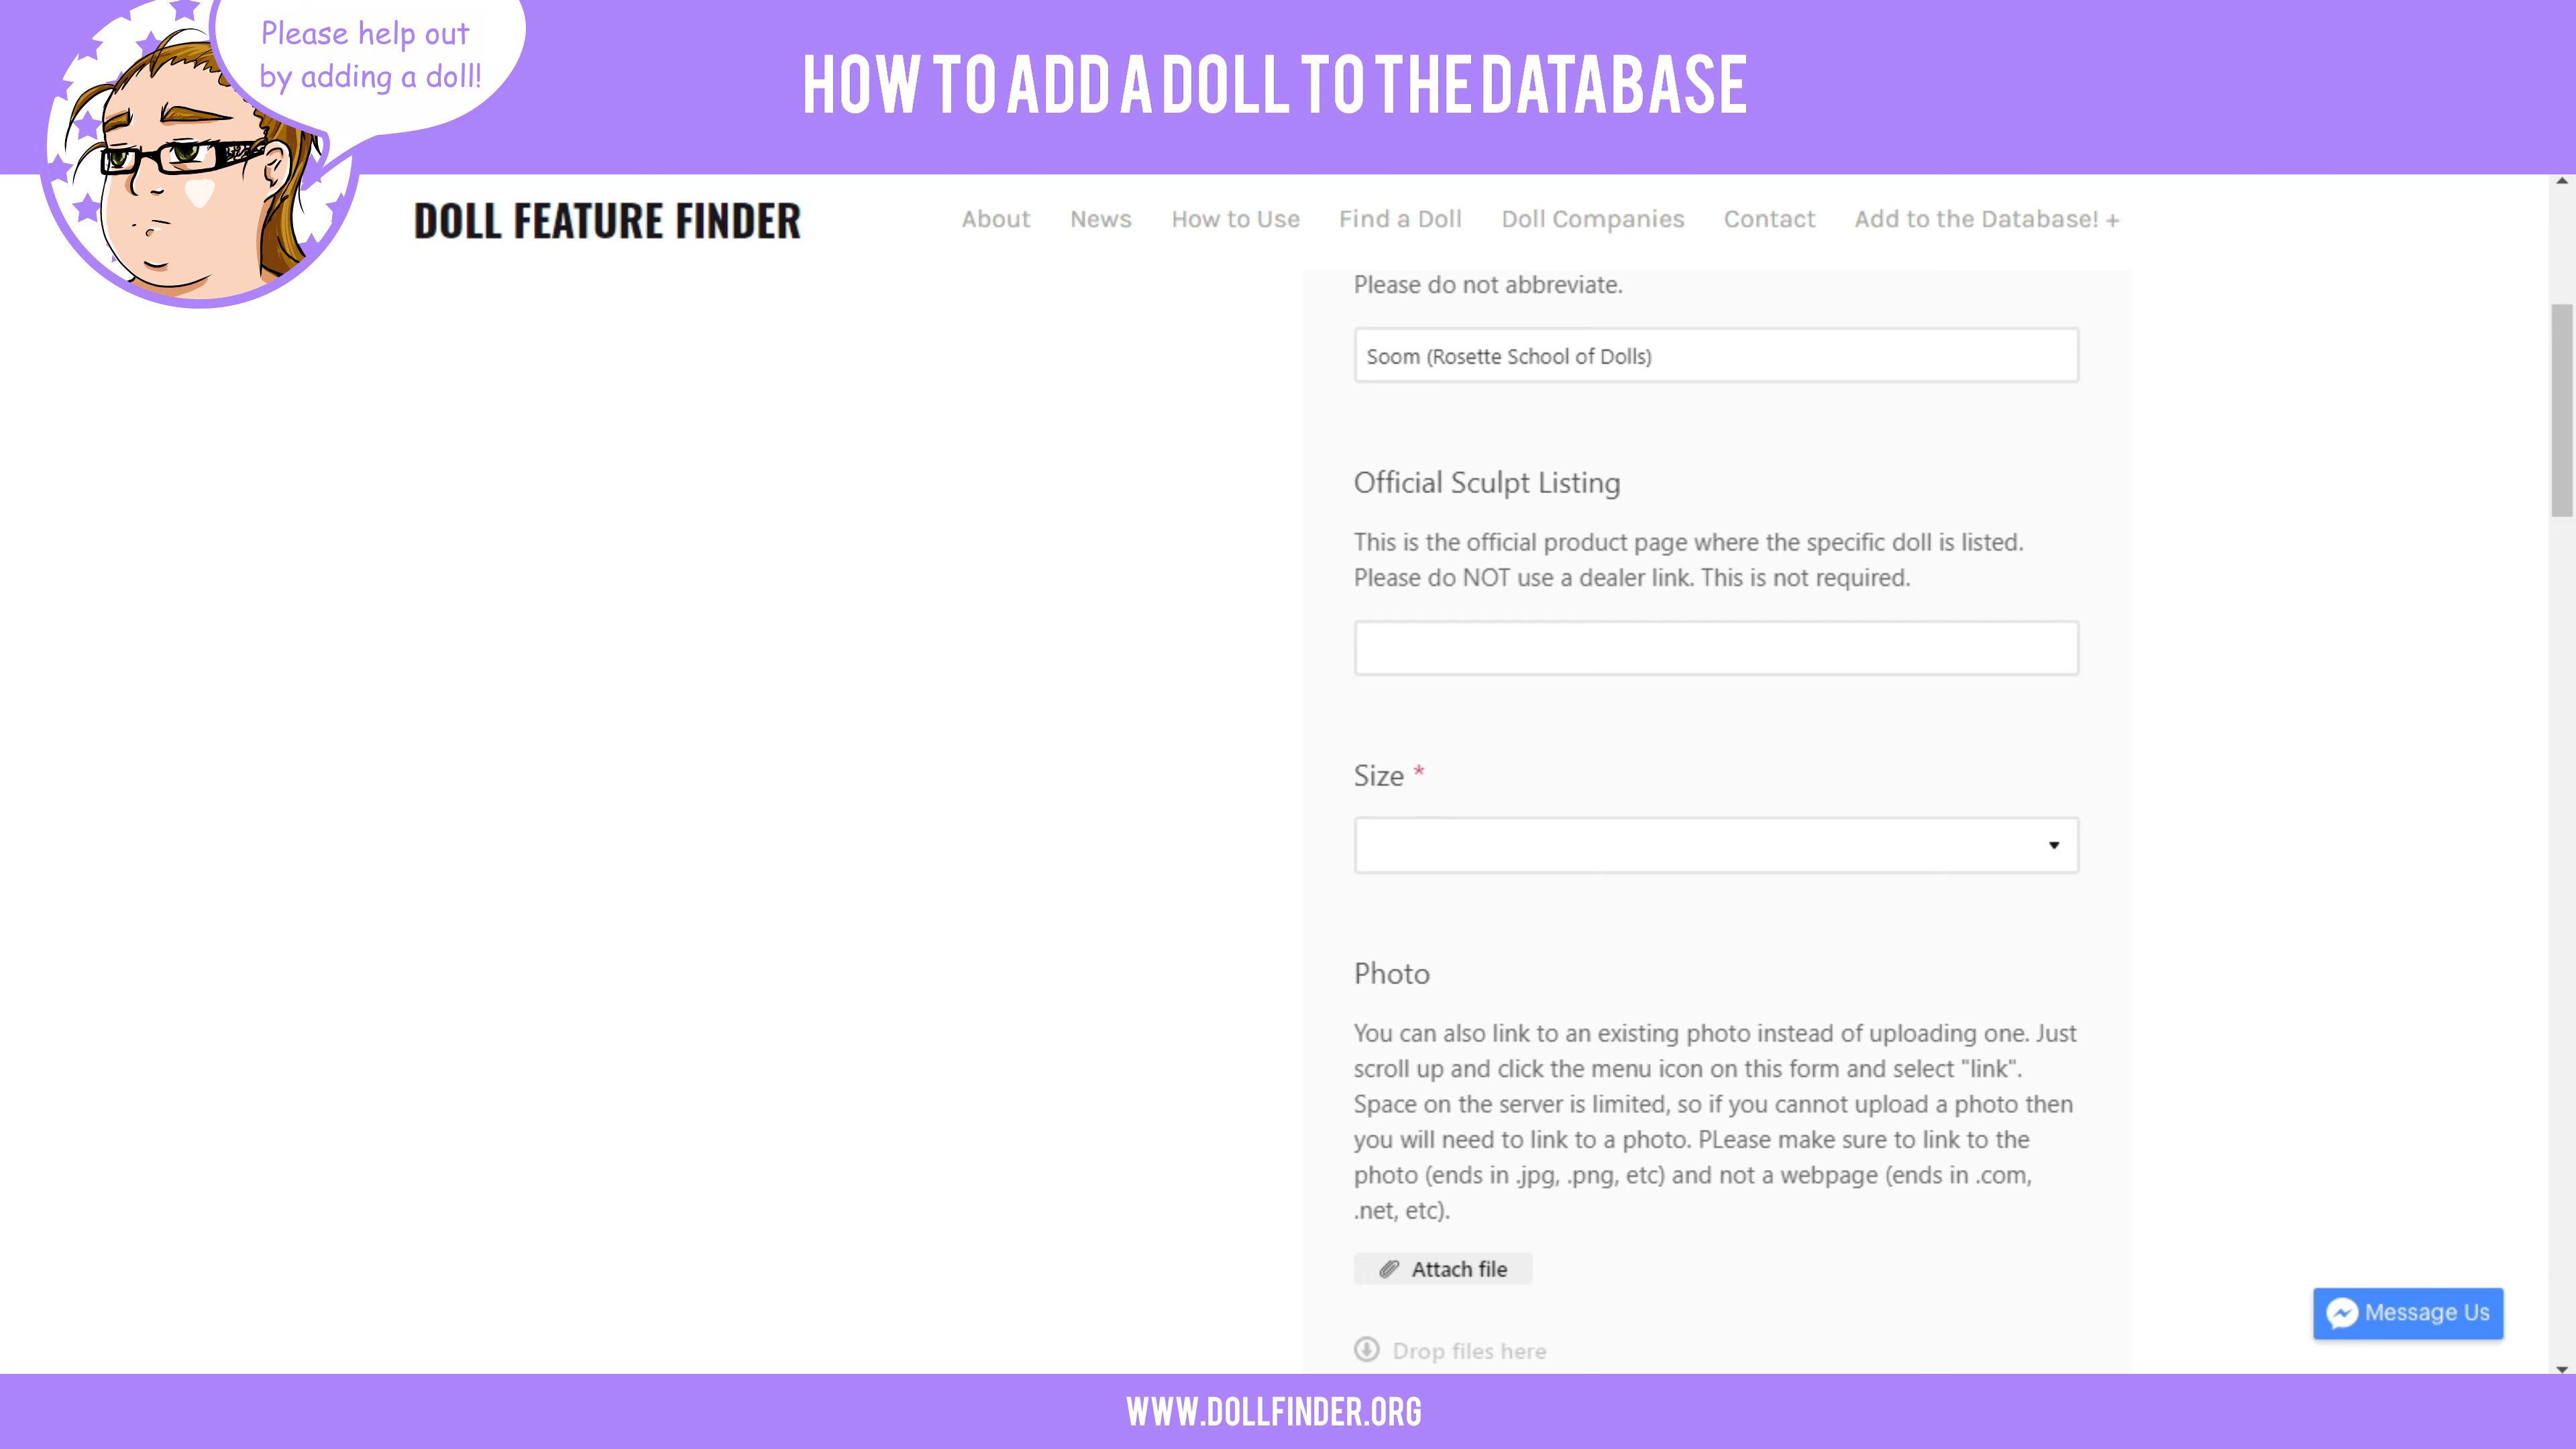 Please help out
by adding a doll!
HOW TO ADD A DOLL TO THE DATABASE
DOLL FEATURE FINDER
About News How to Use Find a Doll Doll Companies Contact Add to the Database! +
Please do not abbreviate.
Soom (Rosette School of Dolls)
Official Sculpt Listing
This is the official product page where the specific doll is listed.
Please do NOT use a dealer link. This is not required.
Size *
Photo
You can also link to an existing photo instead of uploading one. Just
scroll up and click the menu icon on this form and select "link".
Space on the server is limited, so if you cannot upload a photo then
you will need to link to a photo. PLease make sure to link to the
photo (ends in .jpg, .png, etc) and not a webpage (ends in .com,
.net, etc).
Attach file
Drop files here
Message Us
WWW.DOLLFINDER.ORG